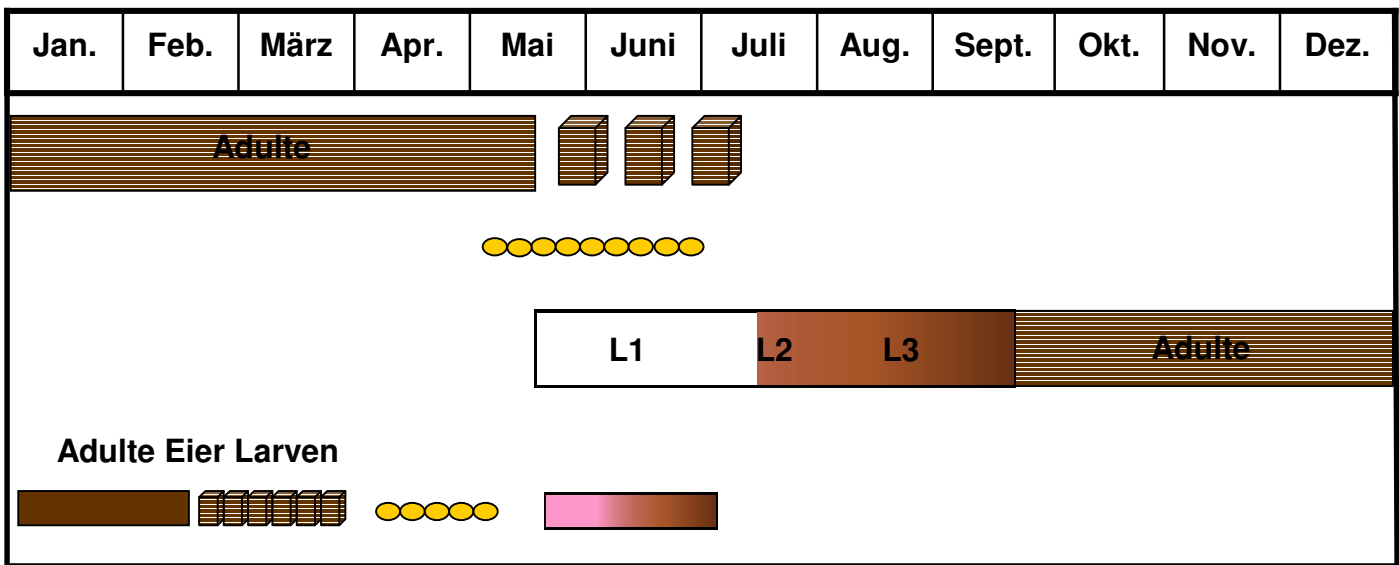 Jan. Feb. März Apr. Mai Juni Juli Aug. Sept. Okt. Nov. Dez.
Adulte
L1 L2 L3 Adulte
Adulte Eier Larven